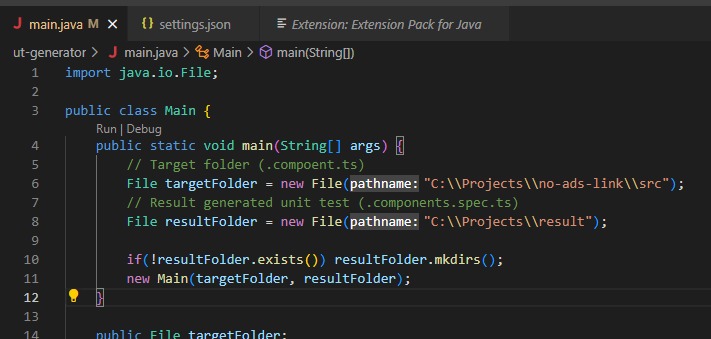 J main.java M × {} settings.json Extension: Extension Pack for Java
ut-generator > J main.java > Main > main(String[])
1 import java.io.File;
2
3 public class Main {
Run | Debug
4 public static void main(String[] args) {
5 // Target folder (.compoent.ts)
6 File targetFolder = new File(pathname: "C:\\Projects\\no-ads-link\\src");
7 // Result generated unit test (.components.spec.ts)
8 File resultFolder = new File(pathname: "C:\\Projects\\result");
9
10 if(!resultFolder.exists()) resultFolder.mkdirs();
11 new Main(targetFolder, resultFolder);
12 }
13
14 public File targetFolder;